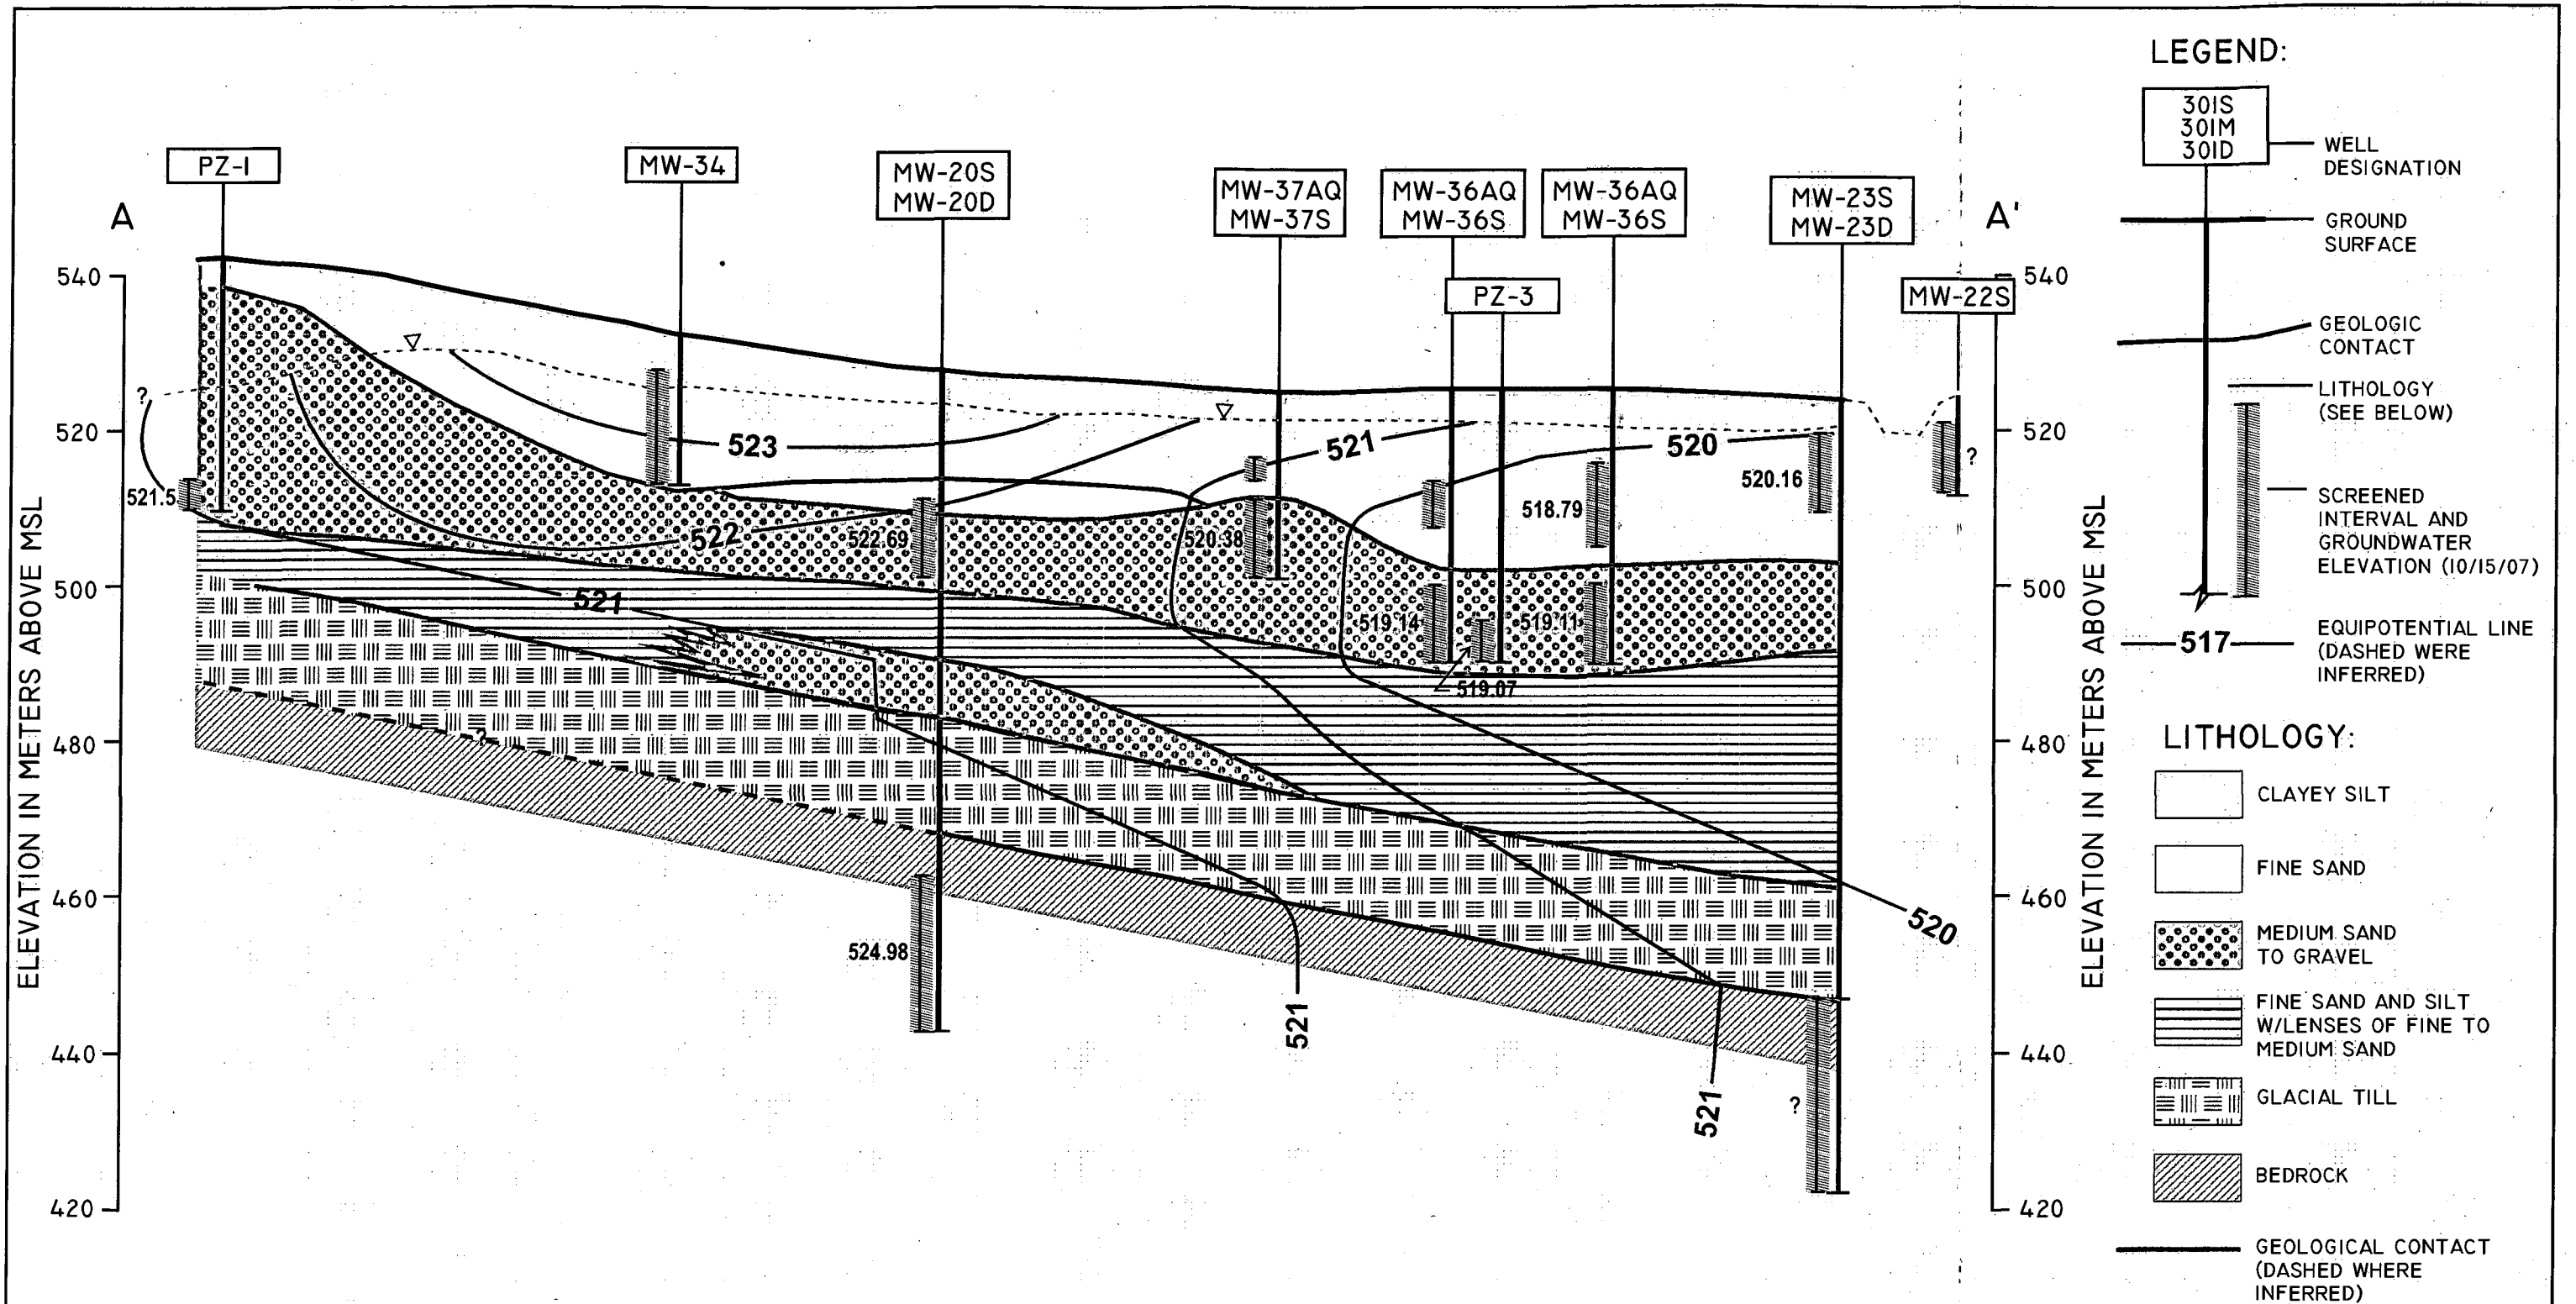 PZ-1
MW-34
MW-20S
MW-20D
MW-37AQ
MW-37S
MW-36AQ
MW-36S
MW-36AQ
MW-36S
MW-23S
MW-23D
PZ-3
MW-22S
A
A'
ELEVATION IN METERS ABOVE MSL
540
520
500
480
460
440
420
?
521.5
523
522
522.69
521
520.38
521
520
518.79
520.16
?
519.14
519.11
519.07
?
524.98
521
521
520
?
540
520
500
480
460
440
420
ELEVATION IN METERS ABOVE MSL
LEGEND:
301S
301M
301D
WELL
DESIGNATION
GROUND
SURFACE
GEOLOGIC
CONTACT
LITHOLOGY
(SEE BELOW)
SCREENED
INTERVAL AND
GROUNDWATER
ELEVATION (10/15/07)
517
EQUIPOTENTIAL LINE
(DASHED WERE
INFERRED)
LITHOLOGY:
CLAYEY SILT
FINE SAND
MEDIUM SAND
TO GRAVEL
FINE SAND AND SILT
W/LENSES OF FINE TO
MEDIUM SAND
GLACIAL TILL
BEDROCK
GEOLOGICAL CONTACT
(DASHED WHERE
INFERRED)